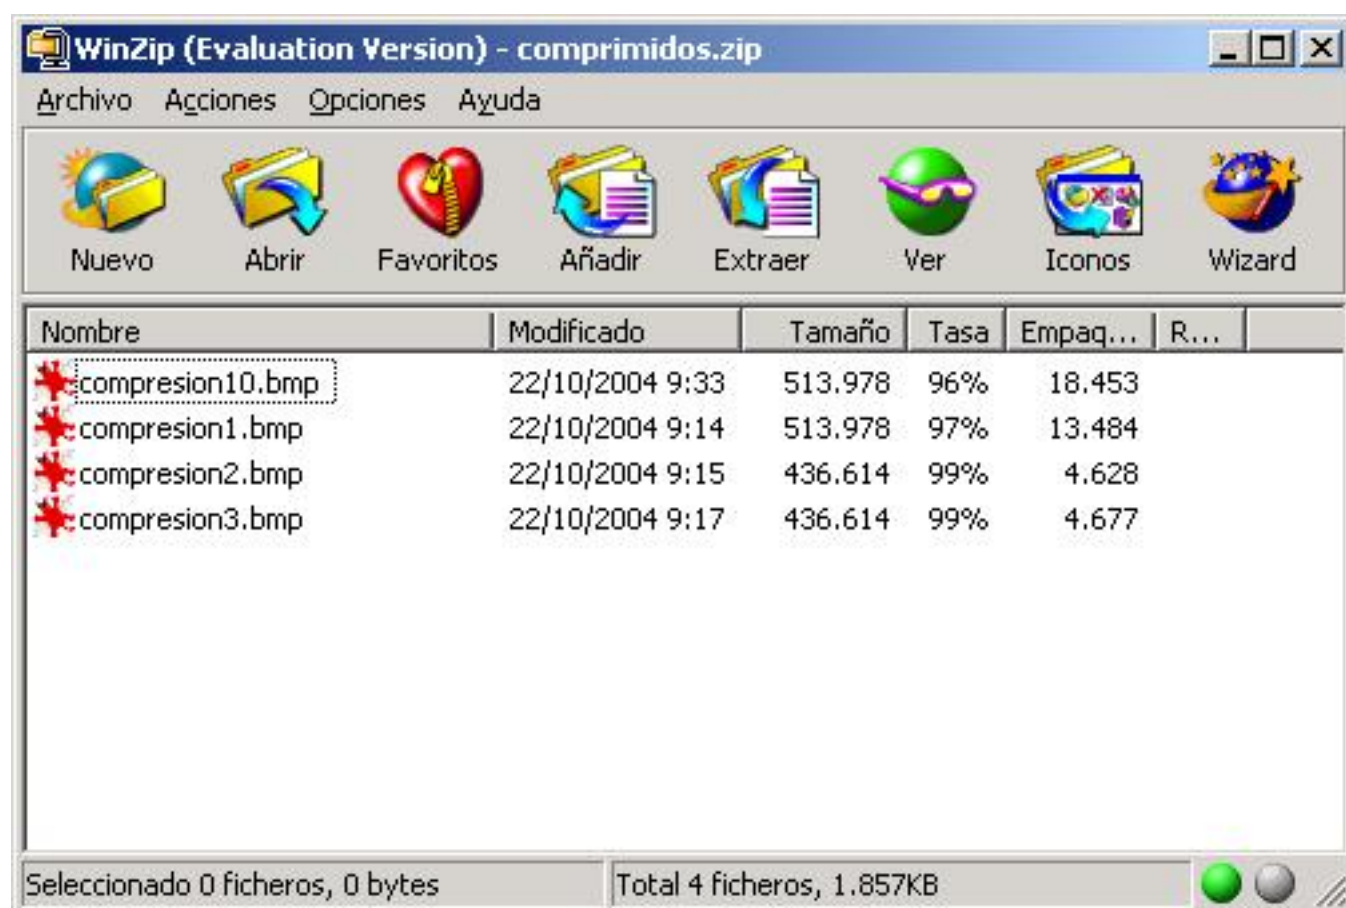 WinZip (Evaluation Version) - comprimidos.zip
Archivo Acciones Opciones Ayuda
Nuevo Abrir Favoritos Añadir Extraer Ver Iconos Wizard
Nombre Modificado Tamaño Tasa Empaq... R...
compresion10.bmp 22/10/2004 9:33 513.978 96% 18.453
compresion1.bmp 22/10/2004 9:14 513.978 97% 13.484
compresion2.bmp 22/10/2004 9:15 436.614 99% 4.628
compresion3.bmp 22/10/2004 9:17 436.614 99% 4.677
Seleccionado 0 ficheros, 0 bytes Total 4 ficheros, 1.857KB